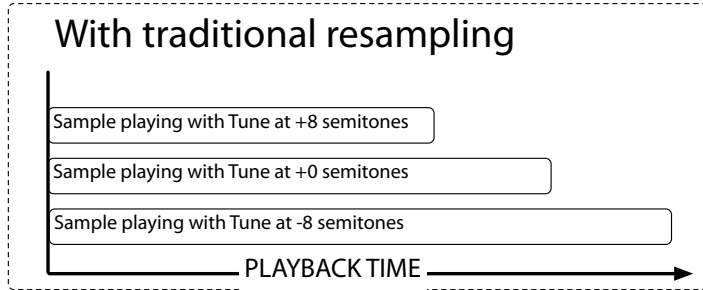 With traditional resampling
Sample playing with Tune at +8 semitones
Sample playing with Tune at +0 semitones
Sample playing with Tune at -8 semitones
PLAYBACK TIME